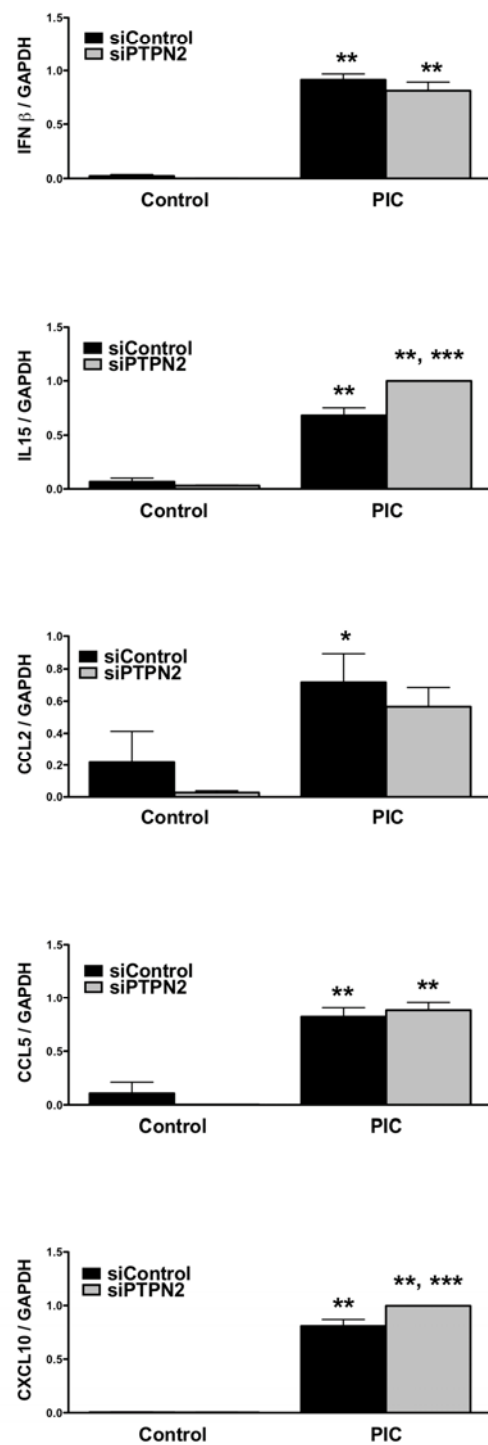 IFN β / GAPDH
1.5
1.0
0.5
0.0
siControl
siPTPN2
**
**
Control
PIC
IL15 / GAPDH
1.5
1.0
0.5
0.0
siControl
siPTPN2
**
**, ***
Control
PIC
CCL2 / GAPDH
1.0
0.8
0.6
0.4
0.2
0.0
siControl
siPTPN2
*
Control
PIC
CCL5 / GAPDH
1.5
1.0
0.5
0.0
siControl
siPTPN2
**
**
Control
PIC
CXCL10 / GAPDH
1.5
1.0
0.5
0.0
siControl
siPTPN2
**
**, ***
Control
PIC